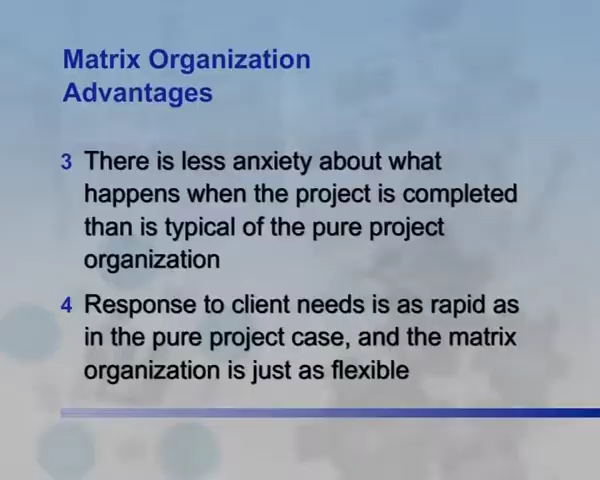 Matrix Organization
Advantages
3 There is less anxiety about what
happens when the project is completed
than is typical of the pure project
organization
4 Response to client needs is as rapid as
in the pure project case, and the matrix
organization is just as flexible